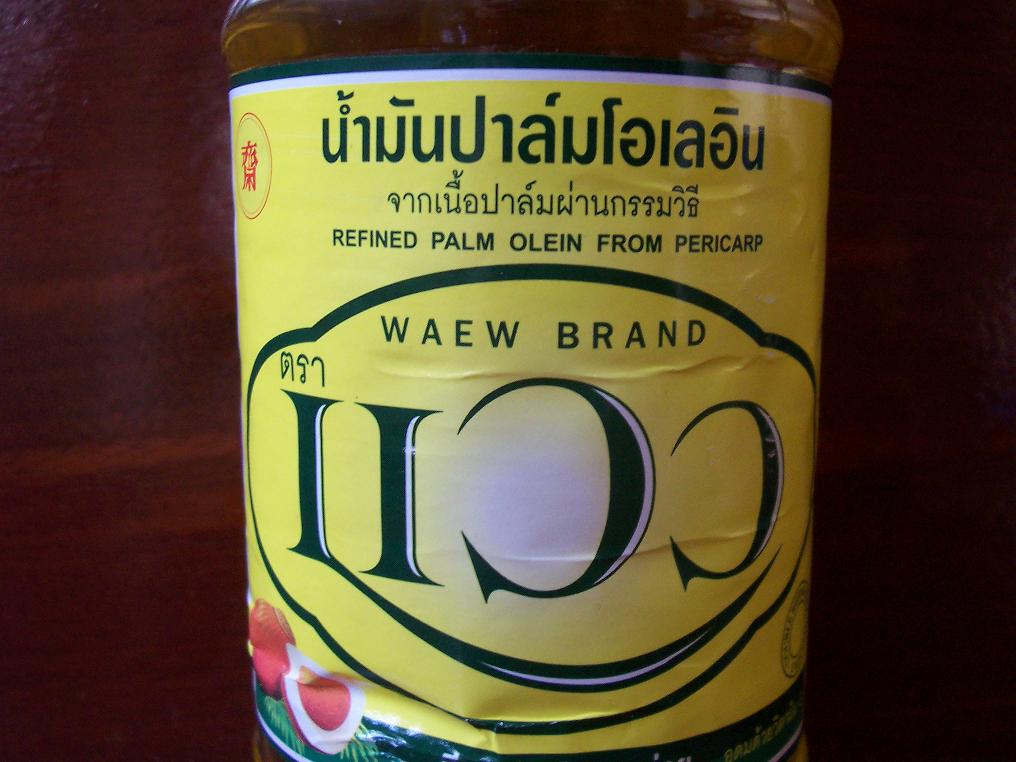 น้ำมันปาล์มโอเลอิน
齋
จากเนื้อปาล์มผ่านกรรมวิธี
REFINED PALM OLEIN FROM PERICARP
WAEW BRAND
ตรา
แวว